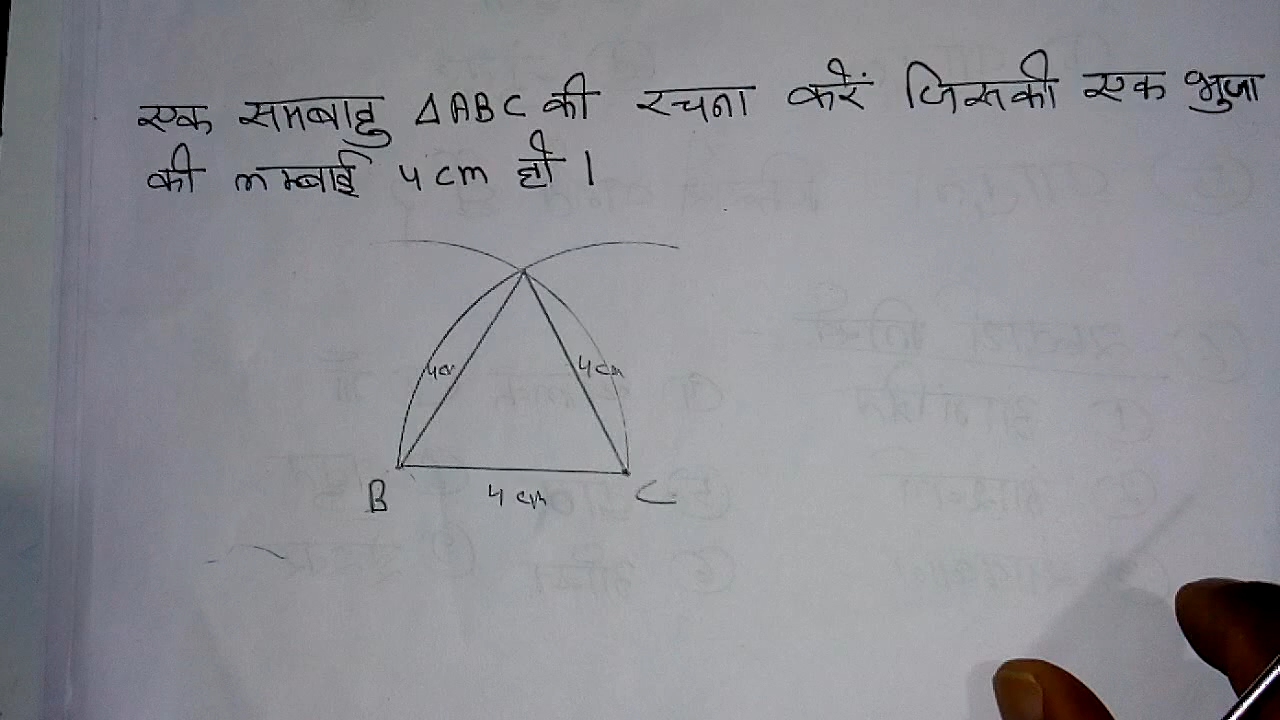 एक समबाहु ΔABC की रचना करें जिसकी एक भुजा
की लम्बाई 4 cm हो ।
4cm
4cm
B
4 cm
C